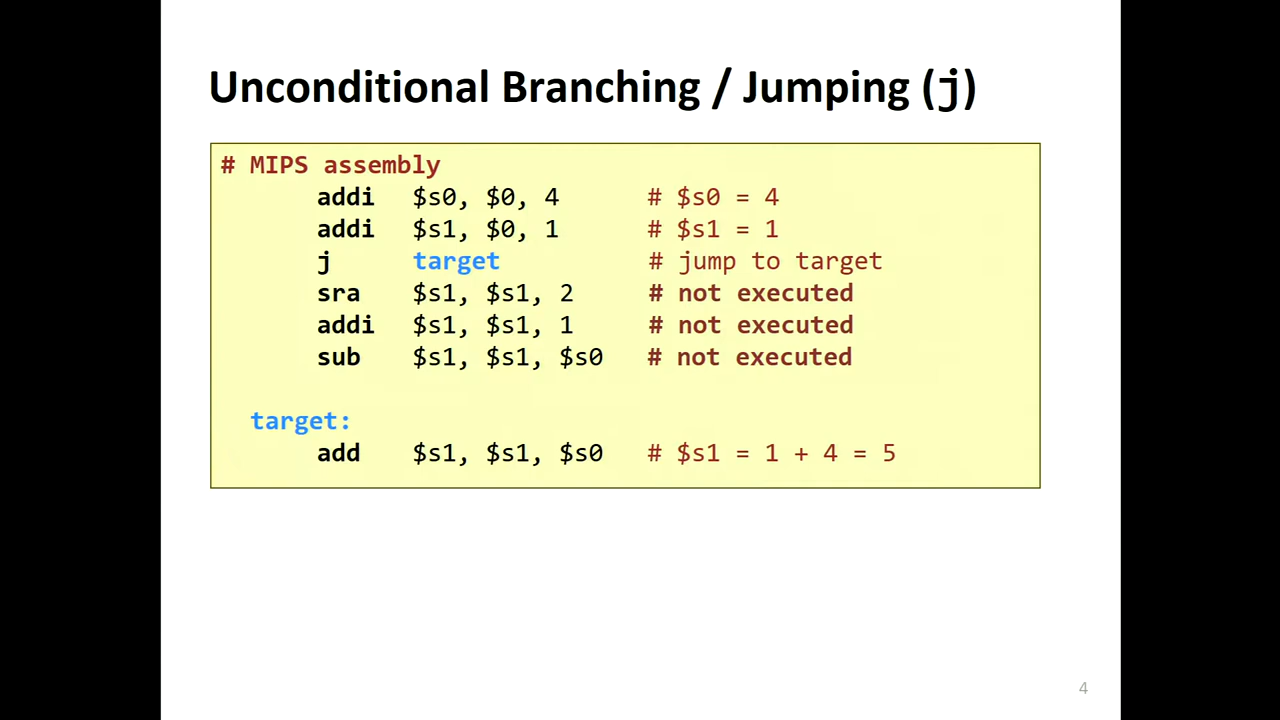 Unconditional Branching / Jumping (j)
# MIPS assembly
addi $s0, $0, 4 # $s0 = 4
addi $s1, $0, 1 # $s1 = 1
j target # jump to target
sra $s1, $s1, 2 # not executed
addi $s1, $s1, 1 # not executed
sub $s1, $s1, $s0 # not executed
target:
add $s1, $s1, $s0 # $s1 = 1 + 4 = 5
4